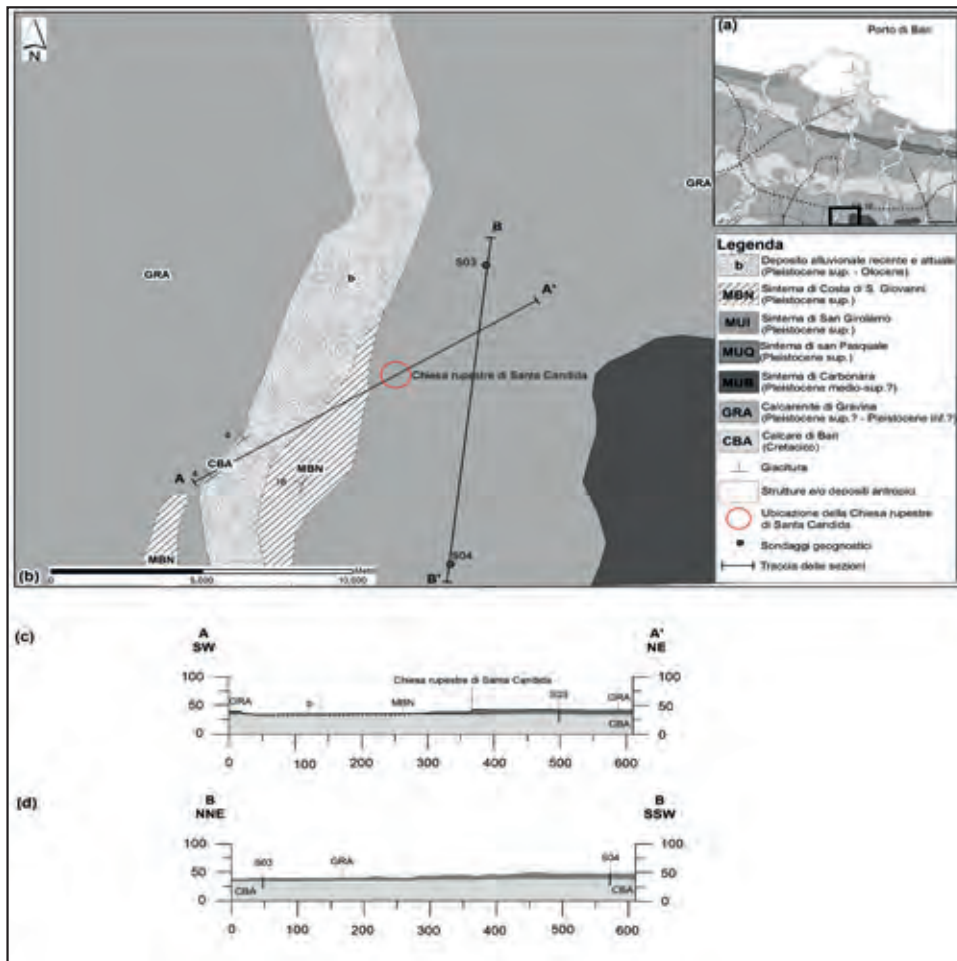 N
(a)
Porto di Bari
GRA
GRA
b
B
S03
A'
Chiesa rupestre di Santa Candida
CBA
A
MBN
MBN
S04
B'
(b)
0
5.000
10.000
Legenda
b Deposito alluvionale recente e attuale
(Pleistocene sup. - Olocene)
MBN Sintema di Costa di S. Giovanni
(Pleistocene sup.)
MUI Sintema di San Girolamo
(Pleistocene sup.)
MUQ Sintema di san Pasquale
(Pleistocene sup.)
MUB Sintema di Carbonara
(Pleistocene medio-sup.?)
GRA Calcarenite di Gravina
(Pleistocene sup.? - Pleistocene inf.?)
CBA Calcare di Bari
(Cretacico)
Giacitura
Strutture e/o depositi antropici
Ubicazione della Chiesa rupestre
di Santa Candida
Sondaggi geognostici
Traccia delle sezioni
(c)
A
SW
A'
NE
Chiesa rupestre di Santa Candida
100
50
0
GRA
b
MBN
S03
GRA
CBA
100
50
0
0 100 200 300 400 500 600
(d)
B
NNE
B
SSW
100
50
0
S03
GRA
S04
CBA
CBA
100
50
0
0 100 200 300 400 500 600